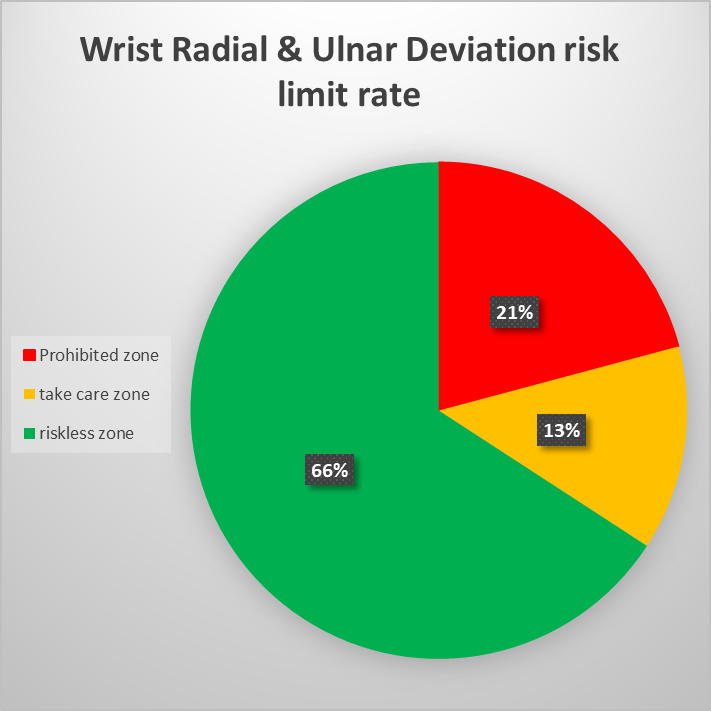 Wrist Radial & Ulnar Deviation risk
limit rate
21%
Prohibited zone
take care zone
riskless zone
13%
66%